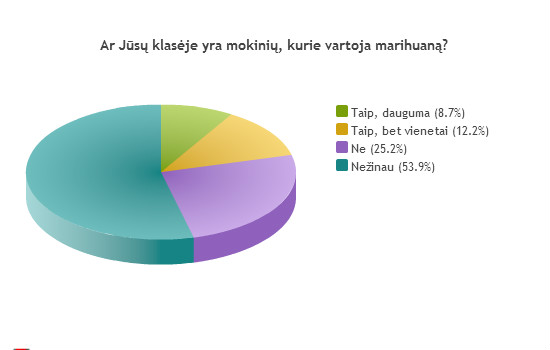 Ar Jūsų klasėje yra mokinių, kurie vartoja marihuaną?
Taip, dauguma (8.7%)
Taip, bet vienetai (12.2%)
Ne (25.2%)
Nežinau (53.9%)